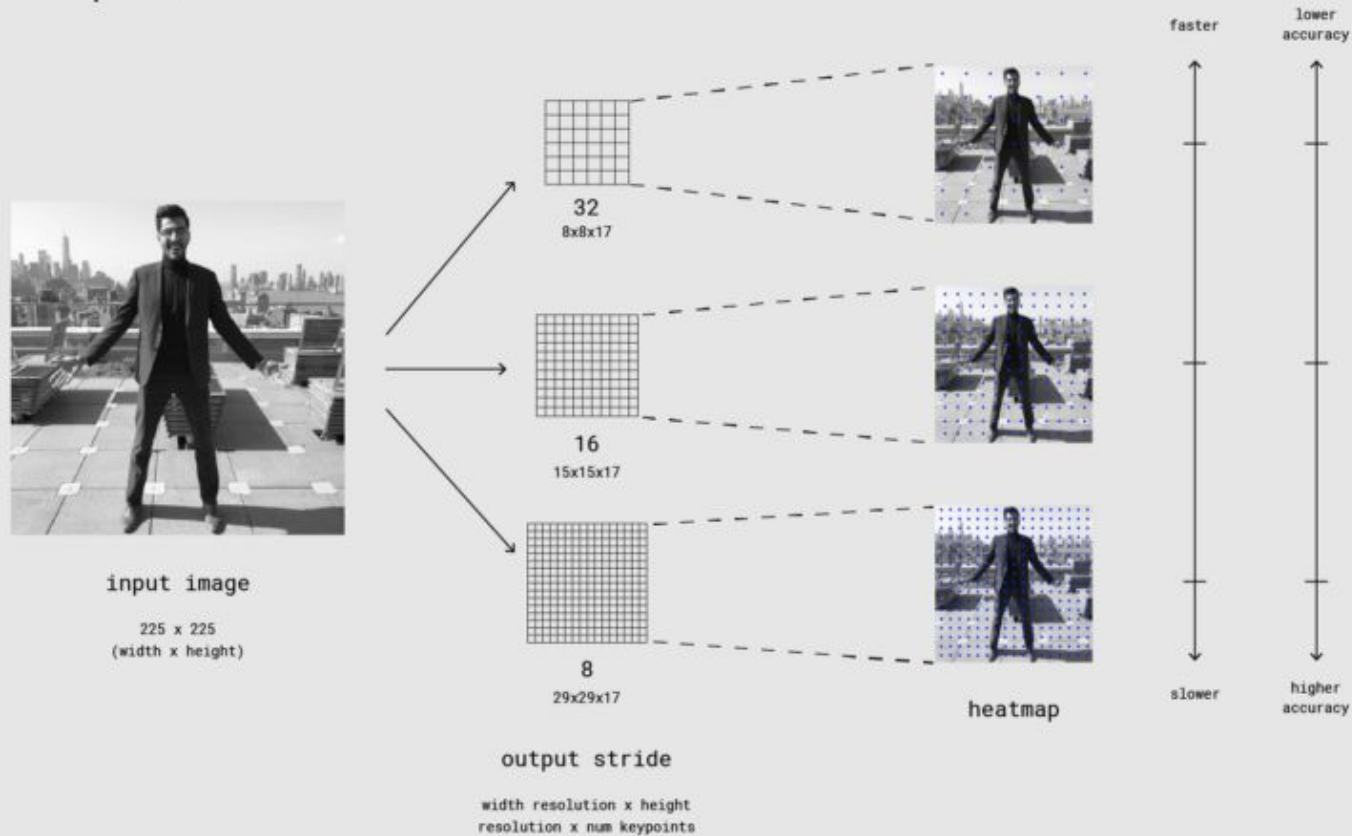 faster
lower
accuracy
32
8x8x17
16
15x15x17
8
29x29x17
input image
225 x 225
(width x height)
heatmap
slower
higher
accuracy
output stride
width resolution x height
resolution x num keypoints